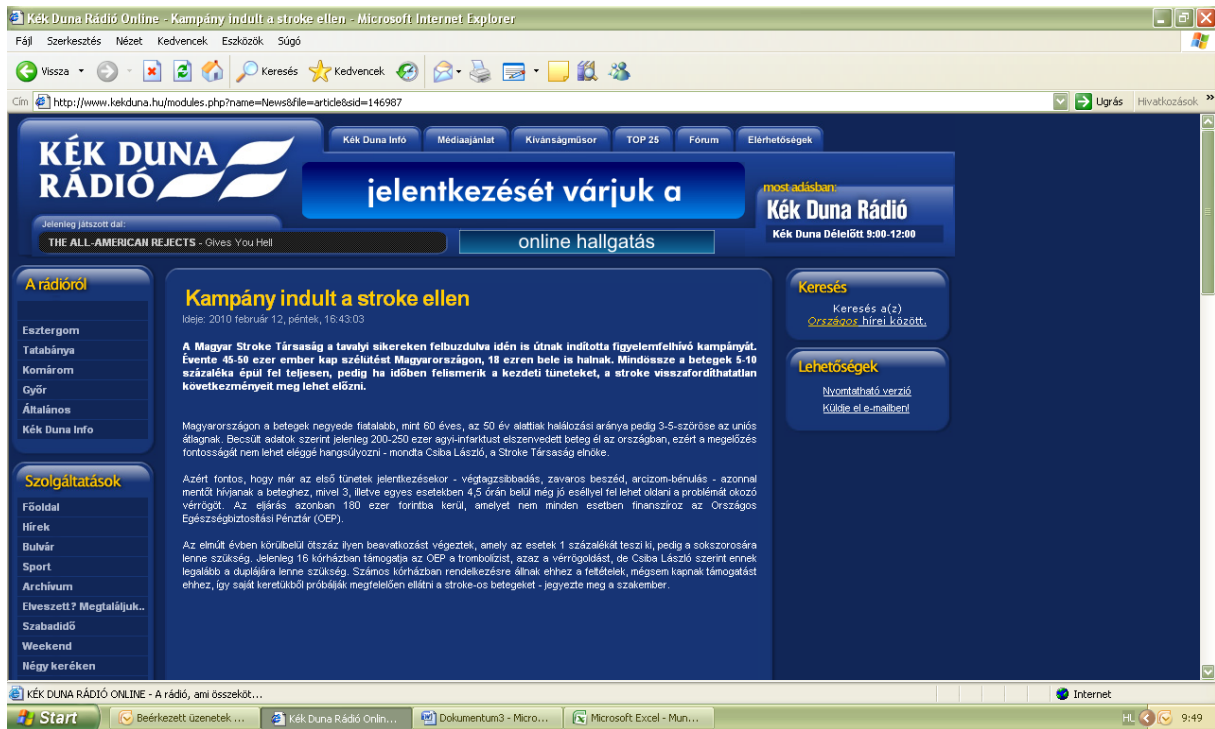 Kék Duna Rádió Online - Kampány indult a stroke ellen - Microsoft Internet Explorer
Fájl Szerkesztés Nézet Kedvencek Eszközök Súgó
Vissza Keresés Kedvencek
Cím http://www.kekduna.hu/modules.php?name=News&file=article&sid=146987 Ugrás Hivatkozások »
KÉK DUNA
RÁDIÓ
Kék Duna Infó Médiaajánlat Kívánságműsor TOP 25 Fórum Elérhetőségek
jelentkezését várjuk a
most adásban:
Kék Duna Rádió
Kék Duna Délelőtt 9:00-12:00
Jelenleg játszott dal:
THE ALL-AMERICAN REJECTS - Gives You Hell
online hallgatás
A rádióról
Esztergom
Tatabánya
Komárom
Győr
Általános
Kék Duna Info
Szolgáltatások
Főoldal
Hírek
Bulvár
Sport
Archívum
Elveszett? Megtaláljuk..
Szabadidő
Weekend
Négy keréken
Kampány indult a stroke ellen
Ideje: 2010 február 12, péntek, 16:43:03
A Magyar Stroke Társaság a tavalyi sikereken felbuzdulva idén is útnak indította figyelemfelhívó kampányát.
Évente 45-50 ezer ember kap szélütést Magyarországon, 18 ezren bele is halnak. Mindössze a betegek 5-10
százaléka épül fel teljesen, pedig ha időben felismerik a kezdeti tüneteket, a stroke visszafordíthatatlan
következményeit meg lehet előzni.
Magyarországon a betegek negyede fiatalabb, mint 60 éves, az 50 év alattiak halálozási aránya pedig 3-5-szöröse az uniós
átlagnak. Becsült adatok szerint jelenleg 200-250 ezer agyi-infarktust elszenvedett beteg él az országban, ezért a megelőzés
fontosságát nem lehet eléggé hangsúlyozni - mondta Csiba László, a Stroke Társaság elnöke.
Azért fontos, hogy már az első tünetek jelentkezésekor - végtagzsibbadás, zavaros beszéd, arcizom-bénulás - azonnal
mentőt hívjanak a beteghez, mivel 3, illetve egyes esetekben 4,5 órán belül még jó eséllyel fel lehet oldani a problémát okozó
vérrögöt. Az eljárás azonban 180 ezer forintba kerül, amelyet nem minden esetben finanszíroz az Országos
Egészségbiztosítási Pénztár (OEP).
Az elmúlt évben körülbelül ötszáz ilyen beavatkozást végeztek, amely az esetek 1 százalékát teszi ki, pedig a sokszorosára
lenne szükség. Jelenleg 16 kórházban támogatja az OEP a trombolízist, azaz a vérrögoldást, de Csiba László szerint ennek
legalább a duplájára lenne szükség. Számos kórházban rendelkezésre állnak ehhez a feltételek, mégsem kapnak támogatást
ehhez, így saját keretükből próbálják megfelelően ellátni a stroke-os betegeket - jegyezte meg a szakember.
Keresés
Keresés a(z)
Országos hírei között.
Lehetőségek
Nyomtatható verzió
Küldje el e-mailben!
KÉK DUNA RÁDIÓ ONLINE - A rádió, ami összeköt... Internet
Start Beérkezett üzenetek ... Kék Duna Rádió Onlin... Dokumentum3 - Micro... Microsoft Excel - Mun... HU 9:49